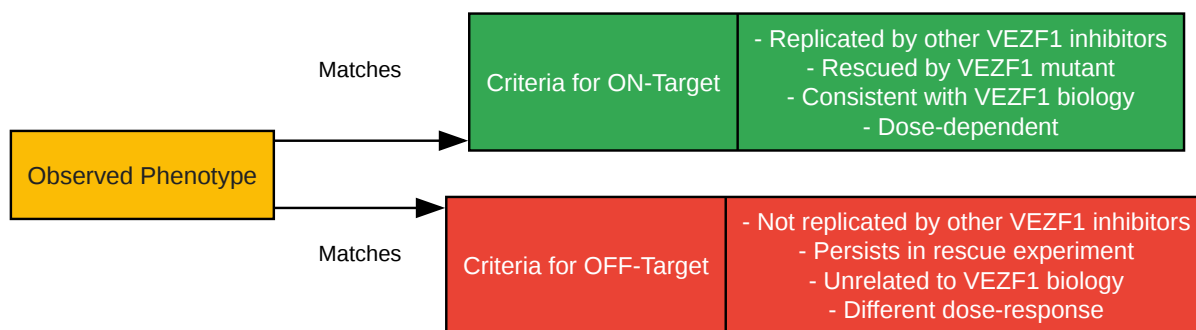 Matches
Criteria for ON-Target
- Replicated by other VEZF1 inhibitors
- Rescued by VEZF1 mutant
- Consistent with VEZF1 biology
- Dose-dependent
Observed Phenotype
Matches
Criteria for OFF-Target
- Not replicated by other VEZF1 inhibitors
- Persists in rescue experiment
- Unrelated to VEZF1 biology
- Different dose-response